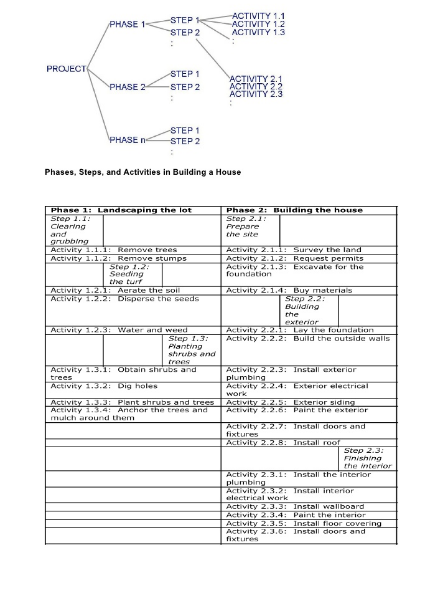 PROJECT
PHASE 1
STEP 1
ACTIVITY 1.1
ACTIVITY 1.2
ACTIVITY 1.3
:
STEP 2
:
ACTIVITY 2.1
ACTIVITY 2.2
ACTIVITY 2.3
:
PHASE 2
STEP 1
STEP 2
:
PHASE n
STEP 1
STEP 2
:
Phases, Steps, and Activities in Building a House
Phase 1: Landscaping the lot
Step 1.1:
Clearing
and
grubbing
Activity 1.1.1: Remove trees
Activity 1.1.2: Remove stumps
Step 1.2:
Seeding
the turf
Activity 1.2.1: Aerate the soil
Activity 1.2.2: Disperse the seeds
Activity 1.2.3: Water and weed
Step 1.3:
Planting
shrubs and
trees
Activity 1.3.1: Obtain shrubs and
trees
Activity 1.3.2: Dig holes
Activity 1.3.3: Plant shrubs and trees
Activity 1.3.4: Anchor the trees and
mulch around them
Phase 2: Building the house
Step 2.1:
Prepare
the site
Activity 2.1.1: Survey the land
Activity 2.1.2: Request permits
Activity 2.1.3: Excavate for the
foundation
Activity 2.1.4: Buy materials
Step 2.2:
Building
the
exterior
Activity 2.2.1: Lay the foundation
Activity 2.2.2: Build the outside walls
Activity 2.2.3: Install exterior
plumbing
Activity 2.2.4: Exterior electrical
work
Activity 2.2.5: Exterior siding
Activity 2.2.6: Paint the exterior
Activity 2.2.7: Install doors and
fixtures
Activity 2.2.8: Install roof
Step 2.3:
Finishing
the interior
Activity 2.3.1: Install the interior
plumbing
Activity 2.3.2: Install interior
electrical work
Activity 2.3.3: Install wallboard
Activity 2.3.4: Paint the interior
Activity 2.3.5: Install floor covering
Activity 2.3.6: Install doors and
fixtures